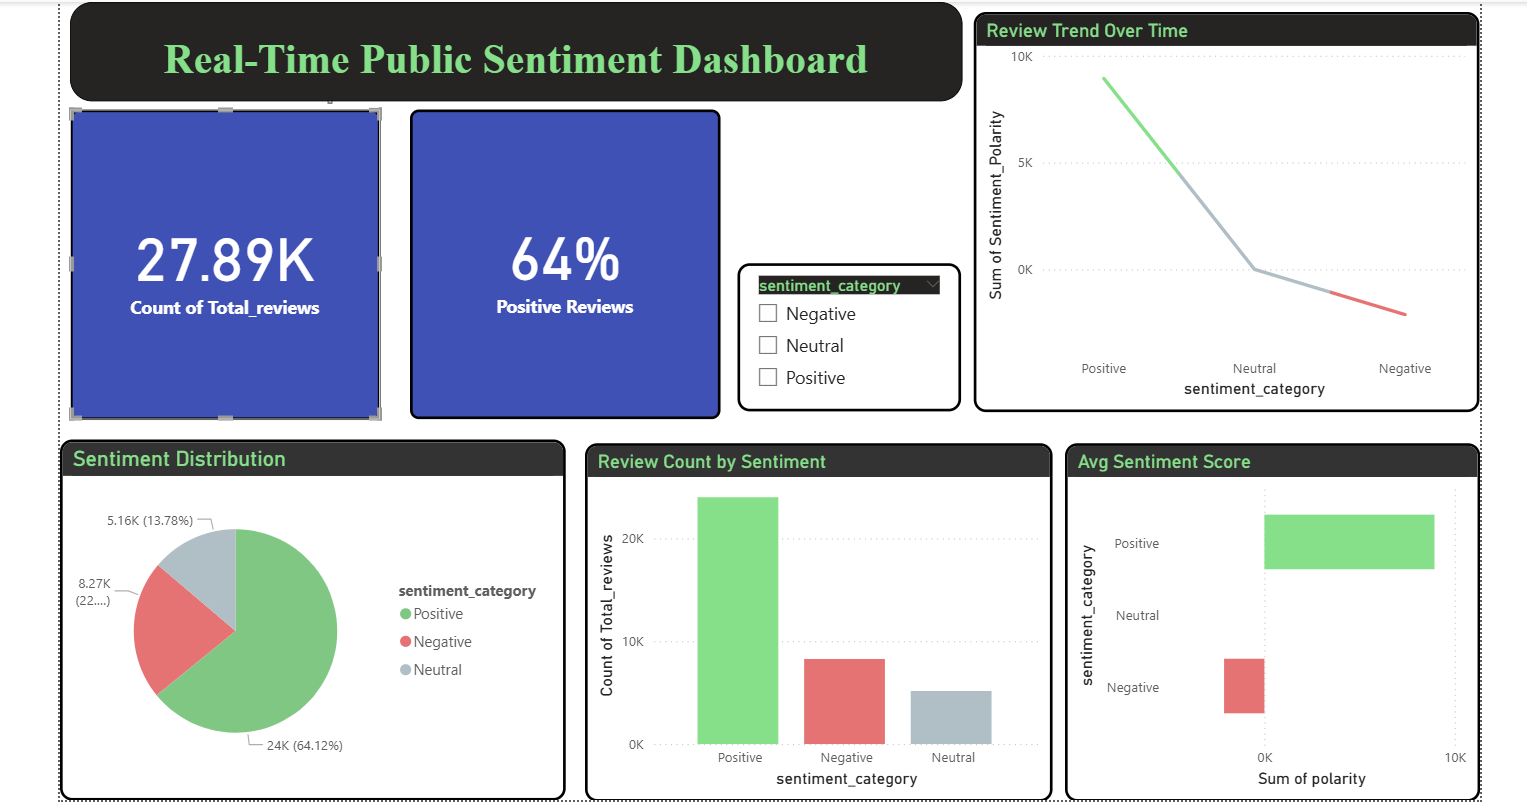 Real-Time Public Sentiment Dashboard
27.89K
Count of Total_reviews
64%
Positive Reviews
sentiment_category
Negative
Neutral
Positive
Review Trend Over Time
10K
5K
0K
Sum of Sentiment_Polarity
Positive
Neutral
Negative
sentiment_category
Sentiment Distribution
5.16K (13.78%)
8.27K
(22....)
24K (64.12%)
sentiment_category
Positive
Negative
Neutral
Review Count by Sentiment
20K
10K
0K
Count of Total_reviews
Positive
Negative
Neutral
sentiment_category
Avg Sentiment Score
sentiment_category
Positive
Neutral
Negative
0K
10K
Sum of polarity